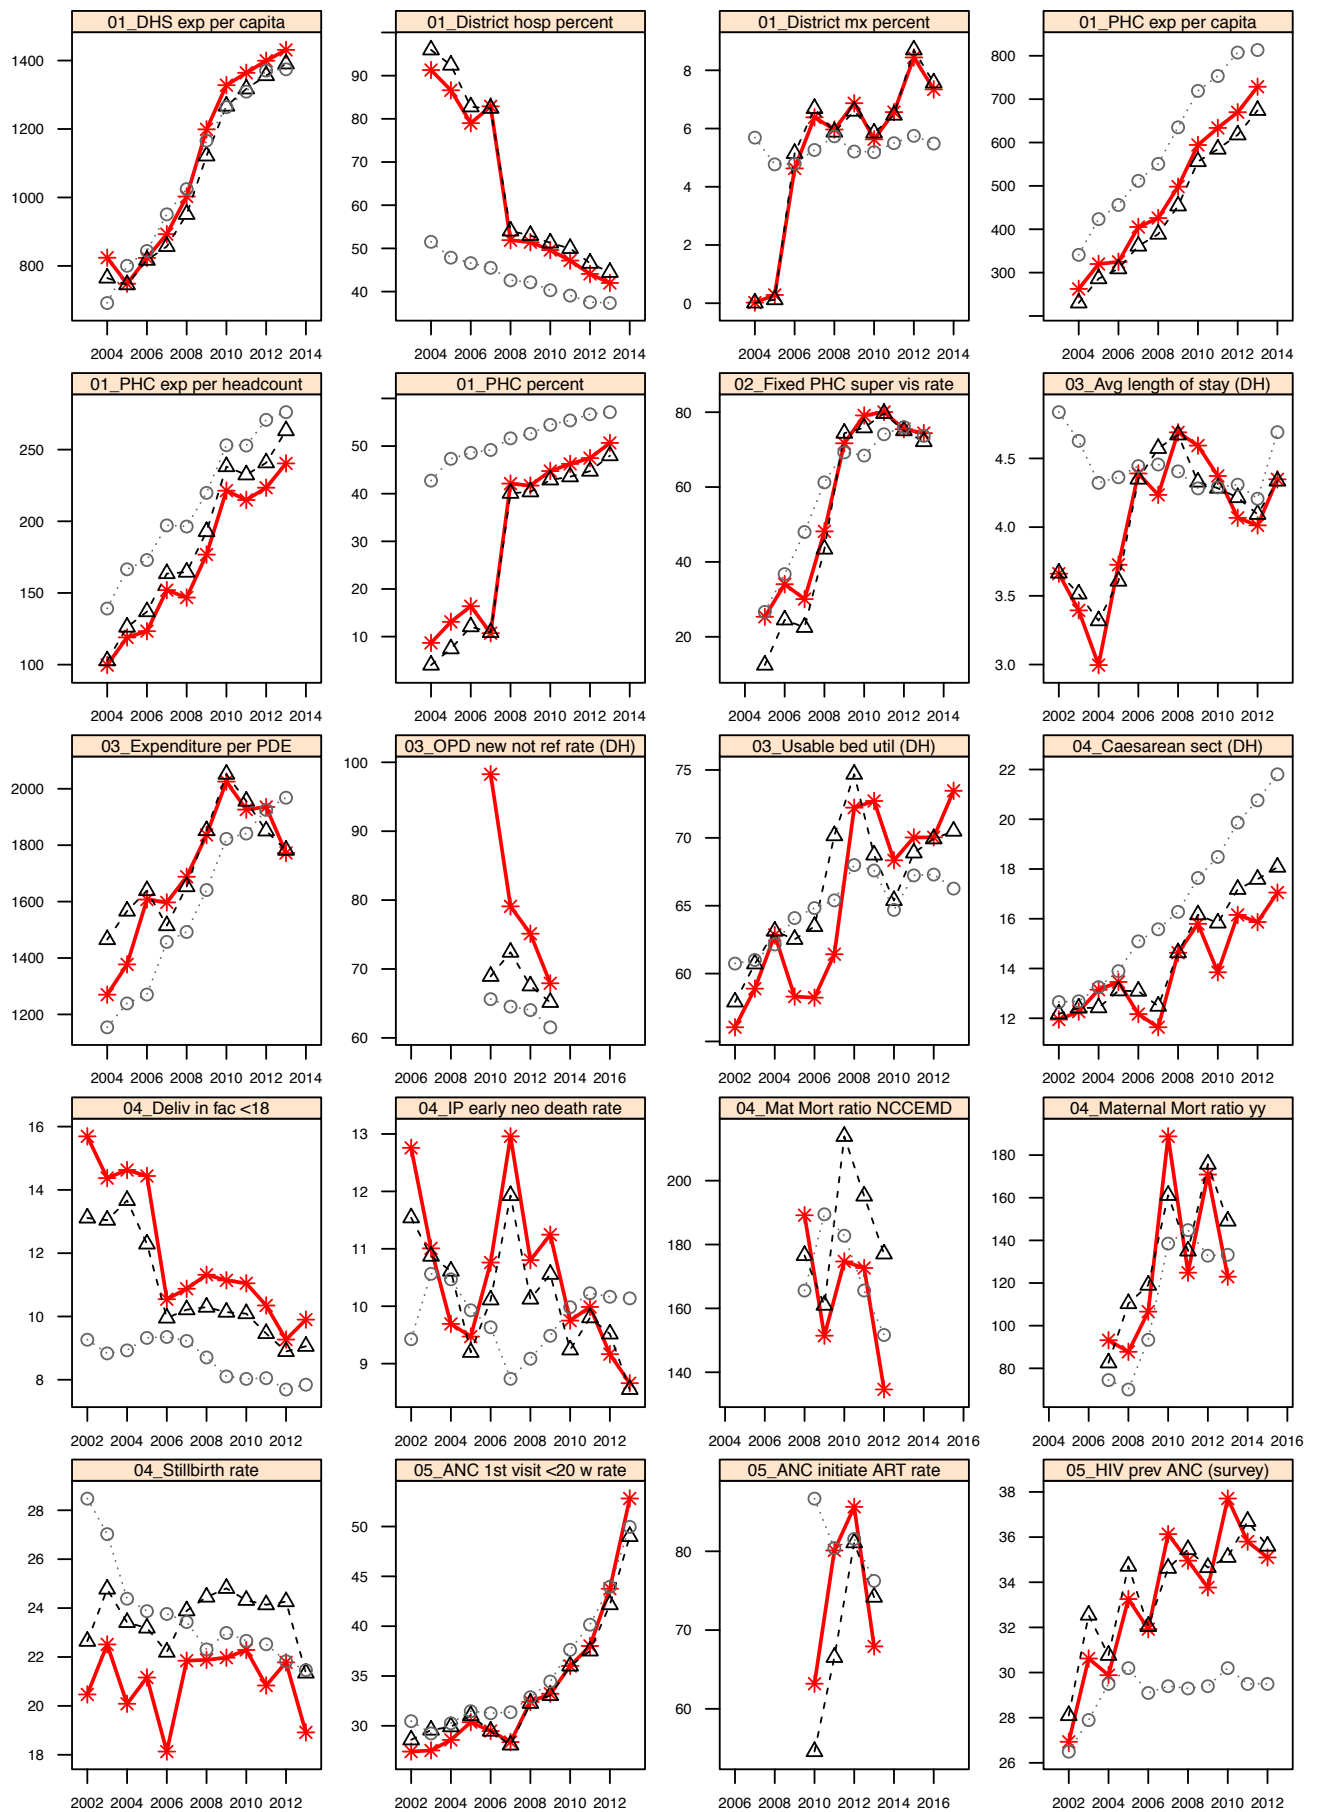 01_DHS exp per capita
1400
1200
1000
800
2004 2006 2008 2010 2012 2014
01_District hosp percent
90
80
70
60
50
40
2004 2006 2008 2010 2012 2014
01_District mx percent
8
6
4
2
0
2004 2006 2008 2010 2012 2014
01_PHC exp per capita
800
700
600
500
400
300
2004 2006 2008 2010 2012 2014
01_PHC exp per headcount
250
200
150
100
2004 2006 2008 2010 2012 2014
01_PHC percent
50
40
30
20
10
2004 2006 2008 2010 2012 2014
02_Fixed PHC super vis rate
80
60
40
20
2004 2006 2008 2010 2012 2014
03_Avg length of stay (DH)
4.5
4.0
3.5
3.0
2002 2004 2006 2008 2010 2012
03_Expenditure per PDE
2000
1800
1600
1400
1200
2004 2006 2008 2010 2012 2014
03_OPD new not ref rate (DH)
100
90
80
70
60
2006 2008 2010 2012 2014 2016
03_Usable bed util (DH)
75
70
65
60
2002 2004 2006 2008 2010 2012
04_Caesarean sect (DH)
22
20
18
16
14
12
2002 2004 2006 2008 2010 2012
04_Deliv in fac <18
16
14
12
10
8
2002 2004 2006 2008 2010 2012
04_IP early neo death rate
13
12
11
10
9
2002 2004 2006 2008 2010 2012
04_Mat Mort ratio NCCEMD
200
180
160
140
2004 2006 2008 2010 2012 2014 2016
04_Maternal Mort ratio yy
180
160
140
120
100
80
2004 2006 2008 2010 2012 2014 2016
04_Stillbirth rate
28
26
24
22
20
18
2002 2004 2006 2008 2010 2012
05_ANC 1st visit <20 w rate
50
45
40
35
30
2002 2004 2006 2008 2010 2012
05_ANC initiate ART rate
80
70
60
2006 2008 2010 2012 2014 2016
05_HIV prev ANC (survey)
38
36
34
32
30
28
26
2002 2004 2006 2008 2010 2012